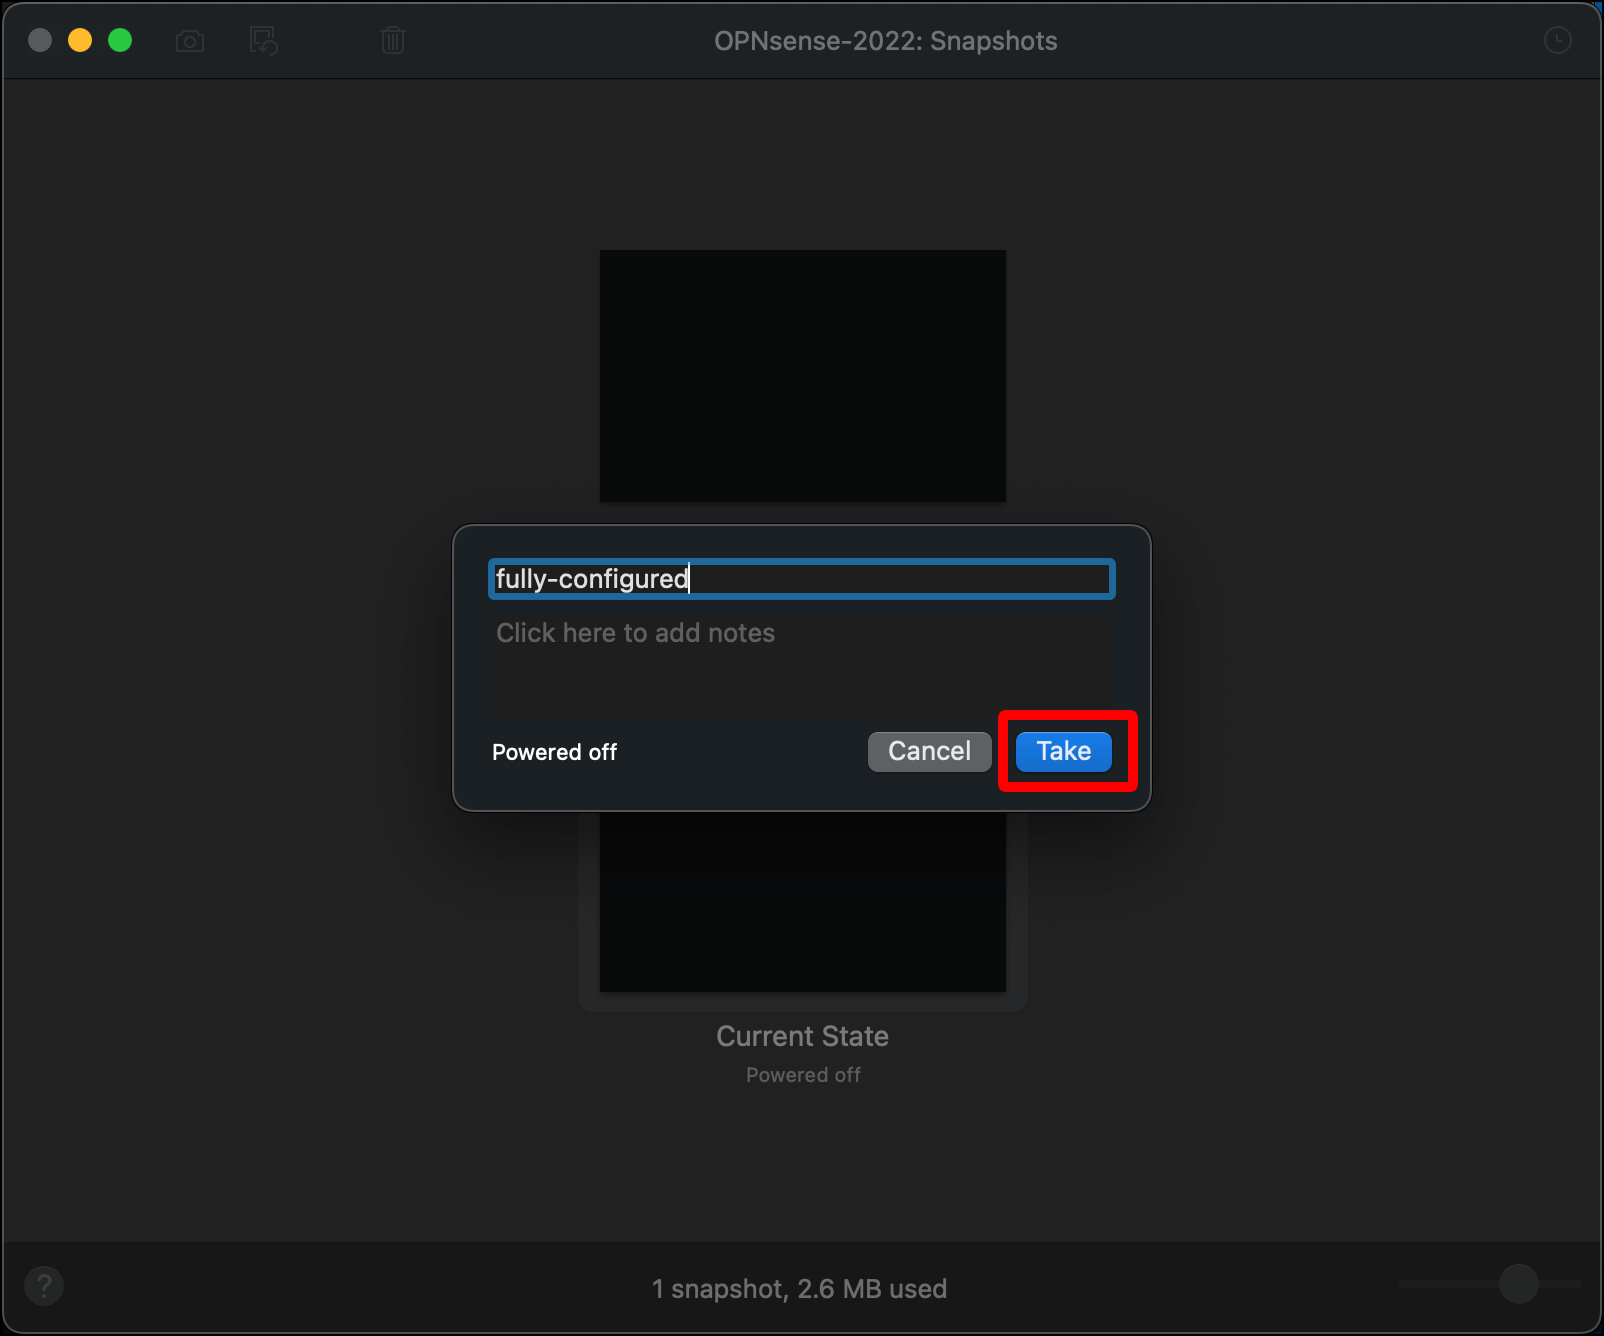 OPNsense-2022: Snapshots
fully-configured
Click here to add notes
Powered off
Cancel
Take
Current State
Powered off
?
1 snapshot, 2.6 MB used